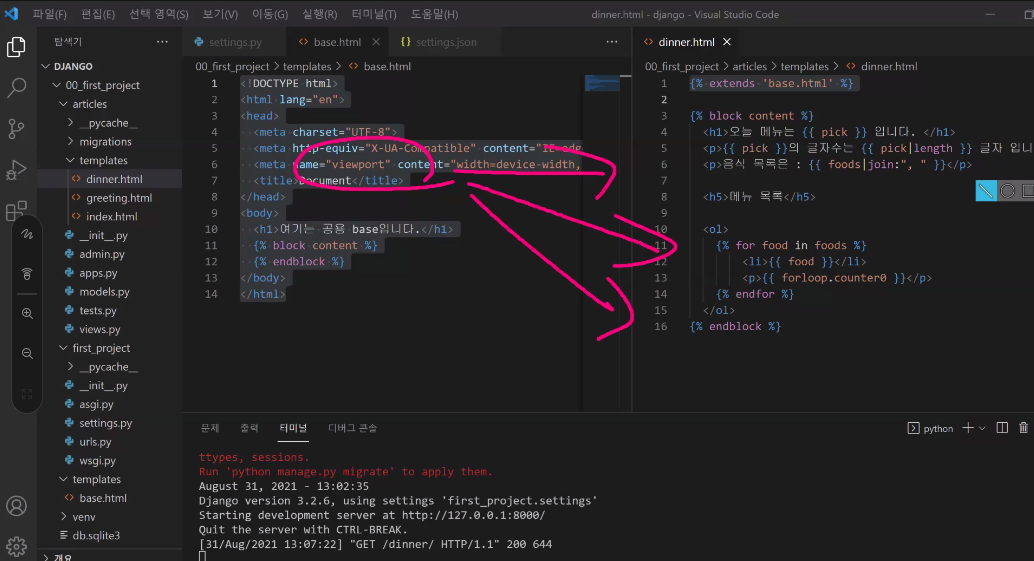 파일(F) 편집(E) 선택 영역(S) 보기(V) 이동(G) 실행(R) 터미널(T) 도움말(H) dinner.html - django - Visual Studio Code
탐색기 ···
DJANGO
00_first_project
articles
__pycache__
migrations
templates
dinner.html
greeting.html
index.html
__init__.py
admin.py
apps.py
models.py
tests.py
views.py
first_project
__pycache__
__init__.py
asgi.py
settings.py
urls.py
wsgi.py
templates
base.html
venv
db.sqlite3
개요
settings.py base.html settings.json ···
00_first_project > templates > base.html
1 <!DOCTYPE html>
2 <html lang="en">
3 <head>
4 <meta charset="UTF-8">
5 <meta http-equiv="X-UA-Compatible" content="IE=edge
6 <meta name="viewport" content="width=device-width,
7 <title>Document</title>
8 </head>
9 <body>
10 <h1>여기는 공용 base입니다.</h1>
11 {% block content %}
12 {% endblock %}
13 </body>
14 </html>
dinner.html
00_first_project > articles > templates > dinner.html
1 {% extends 'base.html' %}
2
3 {% block content %}
4 <h1>오늘 메뉴는 {{ pick }} 입니다. </h1>
5 <p>{{ pick }}의 글자수는 {{ pick|length }} 글자 입니
6 <p>음식 목록은 : {{ foods|join:", " }}</p>
7
8 <h5>메뉴 목록</h5>
9
10 <ol>
11 {% for food in foods %}
12 <li>{{ food }}</li>
13 <p>{{ forloop.counter0 }}</p>
14 {% endfor %}
15 </ol>
16 {% endblock %}
문제 출력 터미널 디버그 콘솔 python
ttypes, sessions.
Run 'python manage.py migrate' to apply them.
August 31, 2021 - 13:02:35
Django version 3.2.6, using settings 'first_project.settings'
Starting development server at http://127.0.0.1:8000/
Quit the server with CTRL-BREAK.
[31/Aug/2021 13:07:22] "GET /dinner/ HTTP/1.1" 200 644